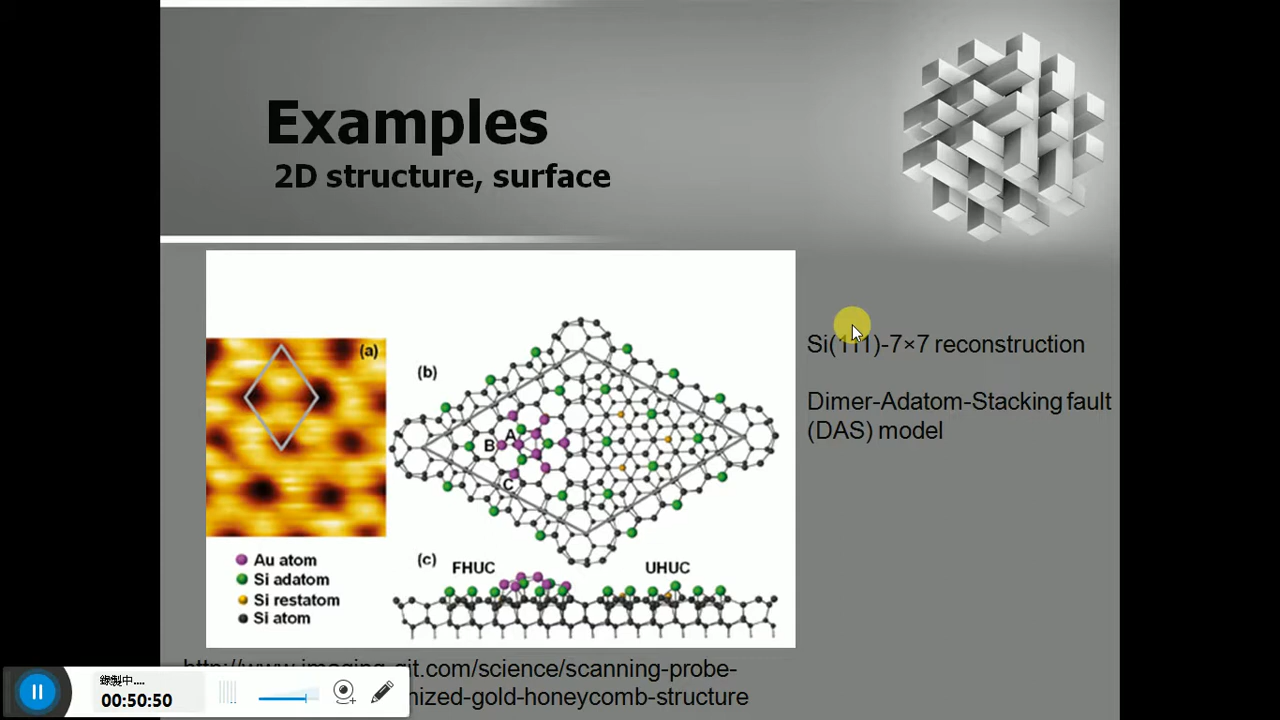 Examples
2D structure, surface
(a)
(b)
A
B
C
Au atom
Si adatom
Si restatom
Si atom
(c)
FHUC
UHUC
Si(111)-7×7 reconstruction
Dimer-Adatom-Stacking fault
(DAS) model
http://www.imaging-git.com/science/scanning-probe-
nized-gold-honeycomb-structure
錄製中....
00:50:50